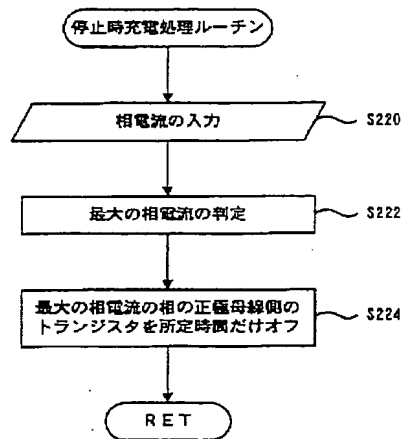 停止時充電処理ルーチン
相電流の入力
S220
最大の相電流の判定
S222
最大の相電流の相の正極母線側の
トランジスタを所定時間だけオフ
S224
RET